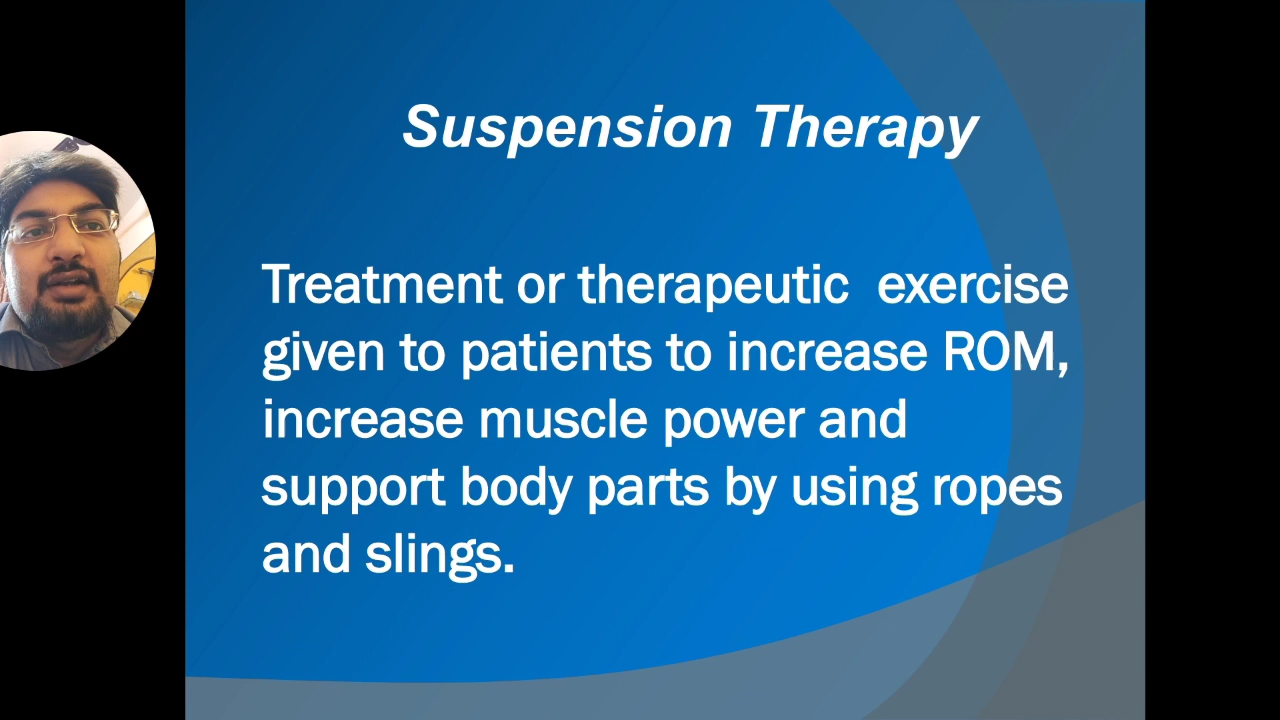 Suspension Therapy
Treatment or therapeutic  exercise
given to patients to increase ROM,
increase muscle power and
support body parts by using ropes
and slings.